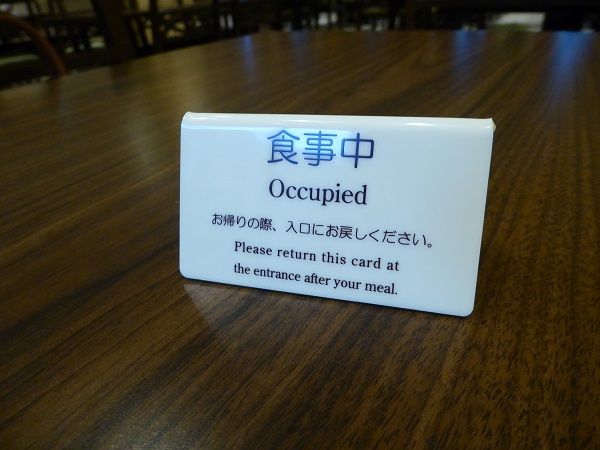 食事中
Occupied
お帰りの際、入口にお戻しください。
Please return this card at
the entrance after your meal.